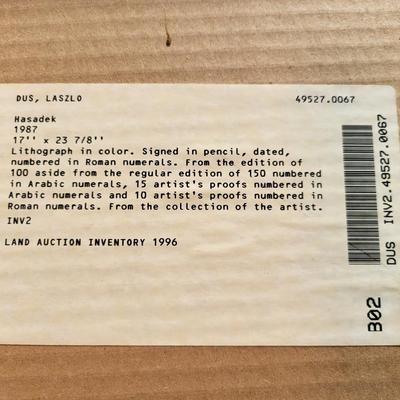 DUS, LASZLO 49527.0067
Hasadek
1987
17'' x 23 7/8''
Lithograph in color. Signed in pencil, dated,
numbered in Roman numerals. From the edition of
100 aside from the regular edition of 150 numbered
in Arabic numerals, 15 artist's proofs numbered in
Arabic numerals and 10 artist's proofs numbered in
Roman numerals. From the collection of the artist.
INV2
LAND AUCTION INVENTORY 1996
DUS INV2.49527.0067
B02